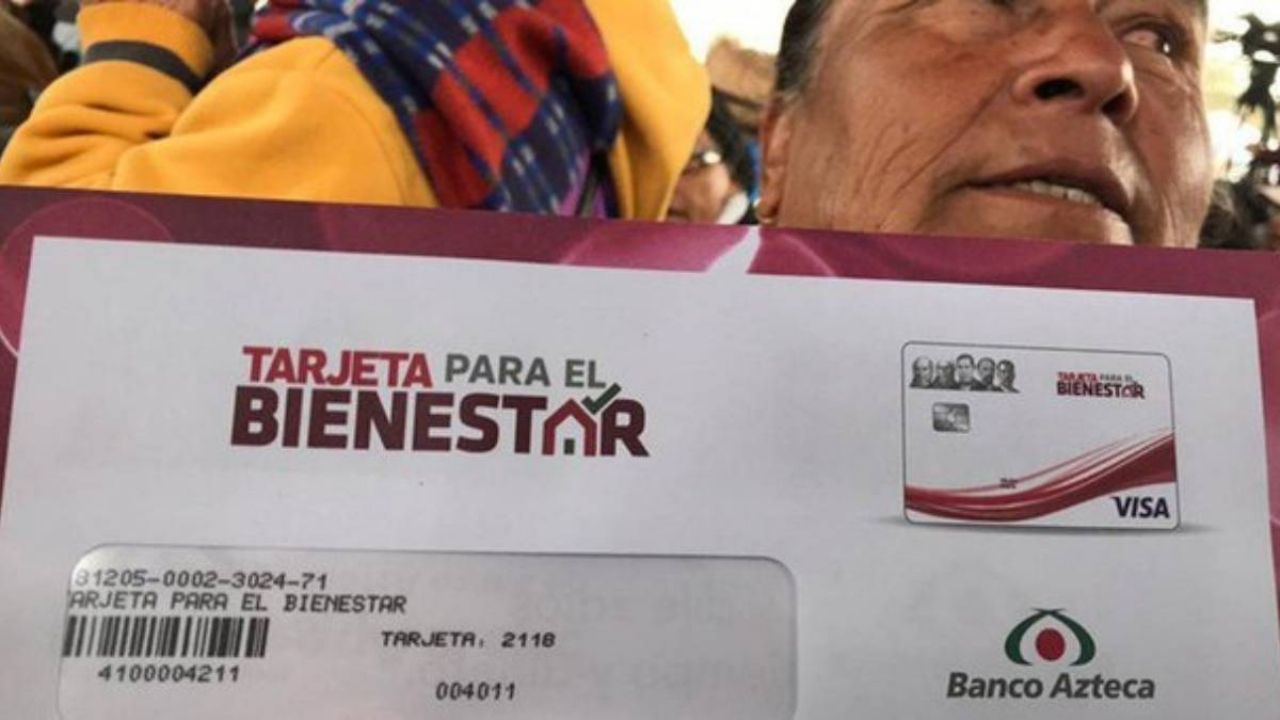 TARJETA PARA EL
BIENESTAR
TARJETA PARA EL
BIENESTAR
VISA
81205-0002-3024-71
ARJETA PARA EL BIENESTAR
TARJETA: 2118
4100004211
004011
Banco Azteca